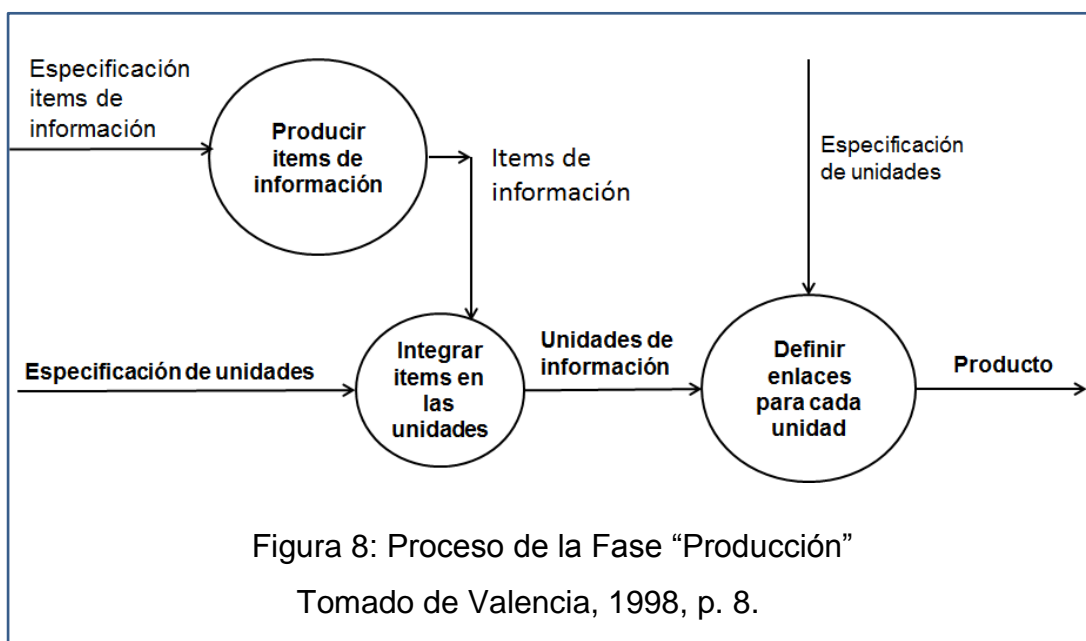 Especificación
items de
información
Producir
items de
información
Items de
información
Especificación
de unidades
Especificación de unidades
Integrar
items en
las
unidades
Unidades de
información
Definir
enlaces
para cada
unidad
Producto
Figura 8: Proceso de la Fase “Producción”
Tomado de Valencia, 1998, p. 8.